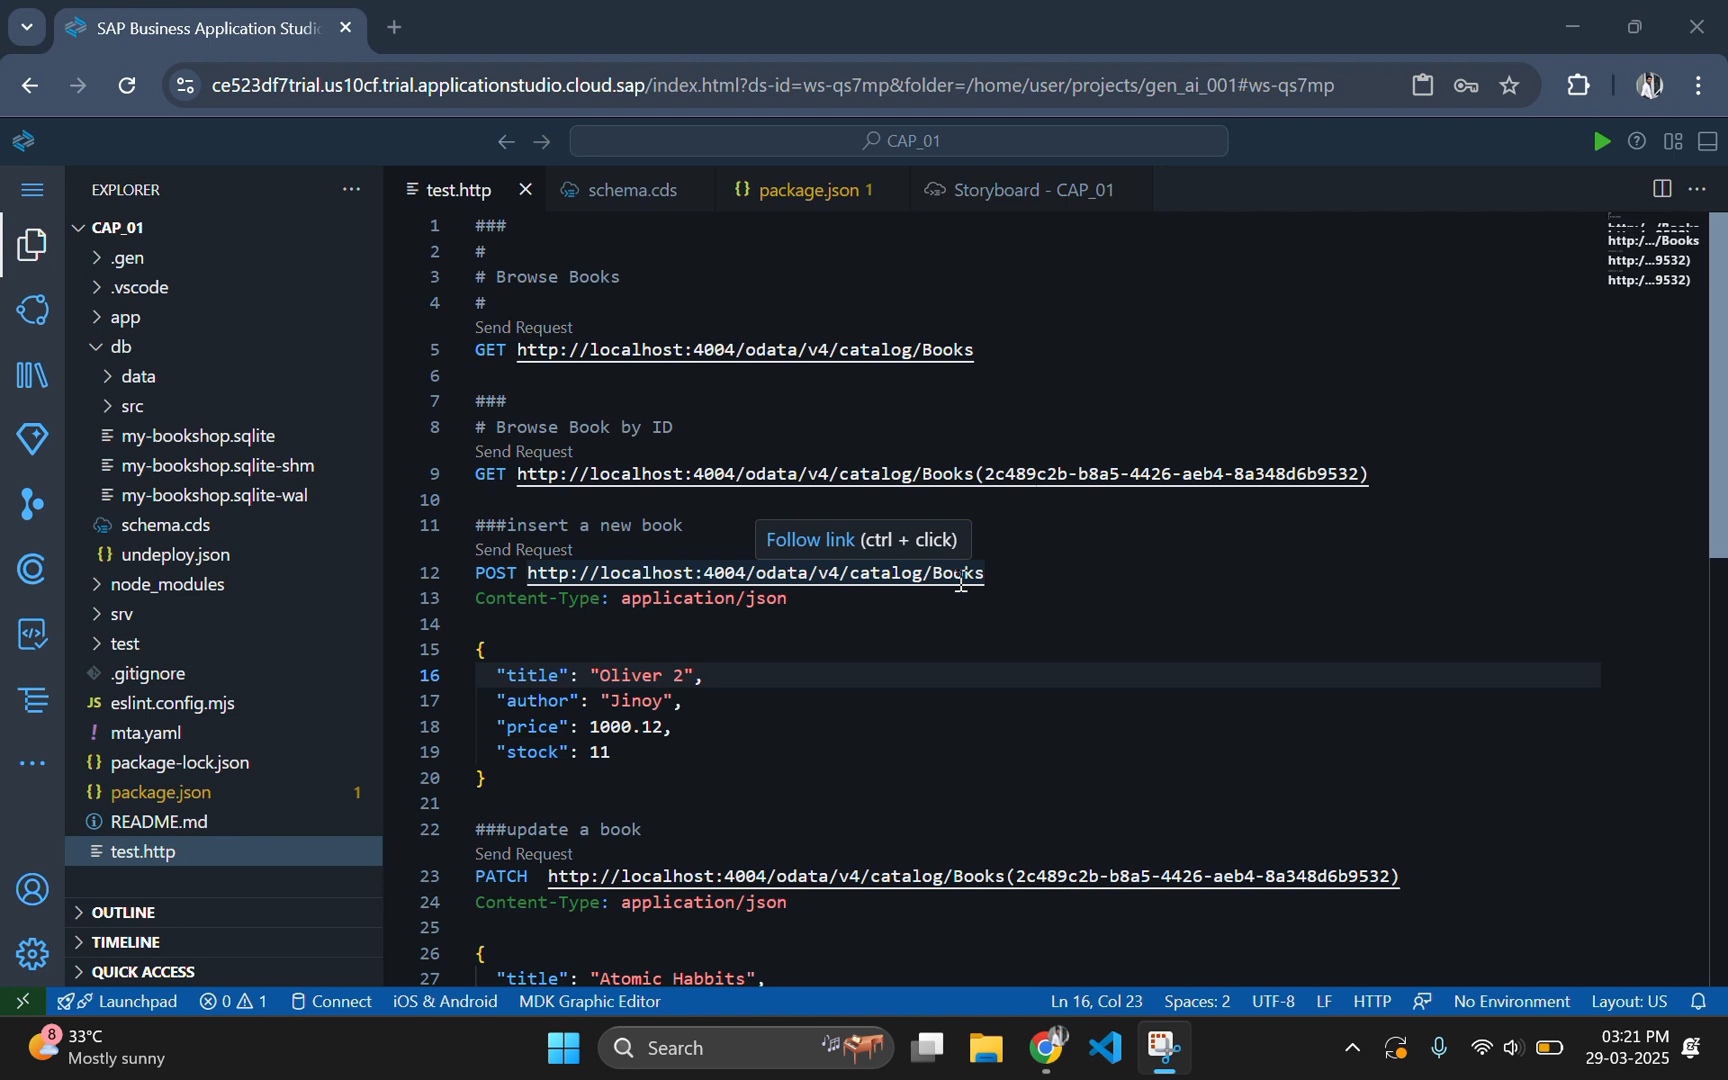 SAP Business Application Studio
ce523df7trial.us10cf.trial.applicationstudio.cloud.sap/index.html?ds-id=ws-qs7mp&folder=/home/user/projects/gen_ai_001#ws-qs7mp
CAP_01
EXPLORER
test.http
schema.cds
{} package.json 1
Storyboard - CAP_01
CAP_01
.gen
.vscode
app
db
data
src
my-bookshop.sqlite
my-bookshop.sqlite-shm
my-bookshop.sqlite-wal
schema.cds
{} undeploy.json
node_modules
srv
test
.gitignore
JS eslint.config.mjs
! mta.yaml
{} package-lock.json
{} package.json 1
README.md
test.http
OUTLINE
TIMELINE
QUICK ACCESS
1 ###
2 #
3 # Browse Books
4 #
Send Request
5 GET http://localhost:4004/odata/v4/catalog/Books
6
7 ###
8 # Browse Book by ID
Send Request
9 GET http://localhost:4004/odata/v4/catalog/Books(2c489c2b-b8a5-4426-aeb4-8a348d6b9532)
10
11 ###insert a new book
Follow link (ctrl + click)
Send Request
12 POST http://localhost:4004/odata/v4/catalog/Books
13 Content-Type: application/json
14
15 {
16 "title": "Oliver 2",
17 "author": "Jinoy",
18 "price": 1000.12,
19 "stock": 11
20 }
21
22 ###update a book
Send Request
23 PATCH http://localhost:4004/odata/v4/catalog/Books(2c489c2b-b8a5-4426-aeb4-8a348d6b9532)
24 Content-Type: application/json
25
26 {
27 "title": "Atomic Habbits",
http:/.../Books
http:/...9532)
http:/...9532)
Launchpad
0 1
Connect
iOS & Android
MDK Graphic Editor
Ln 16, Col 23
Spaces: 2
UTF-8
LF
HTTP
No Environment
Layout: US
8
33°C
Mostly sunny
Search
03:21 PM
29-03-2025